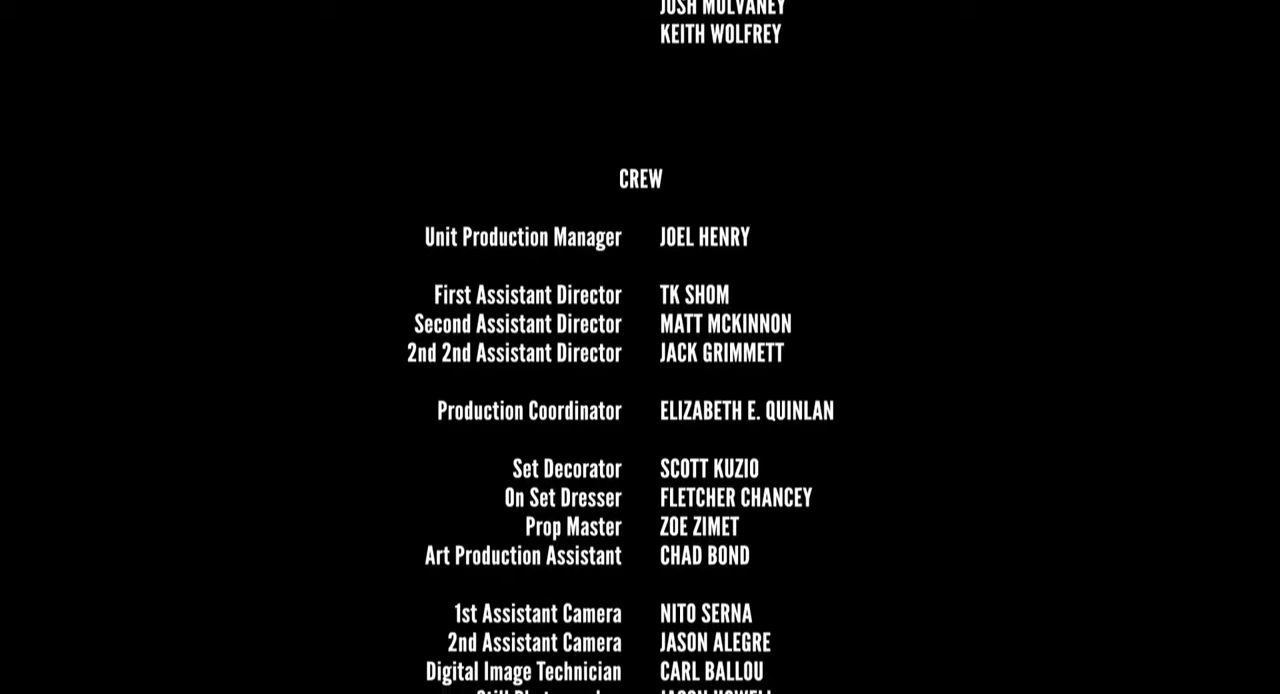 JOSH MULVANEY
KEITH WOLFREY
CREW
Unit Production Manager JOEL HENRY
First Assistant Director TK SHOM
Second Assistant Director MATT MCKINNON
2nd 2nd Assistant Director JACK GRIMMETT
Production Coordinator ELIZABETH E. QUINLAN
Set Decorator SCOTT KUZIO
On Set Dresser FLETCHER CHANCEY
Prop Master ZOE ZIMET
Art Production Assistant CHAD BOND
1st Assistant Camera NITO SERNA
2nd Assistant Camera JASON ALEGRE
Digital Image Technician CARL BALLOU